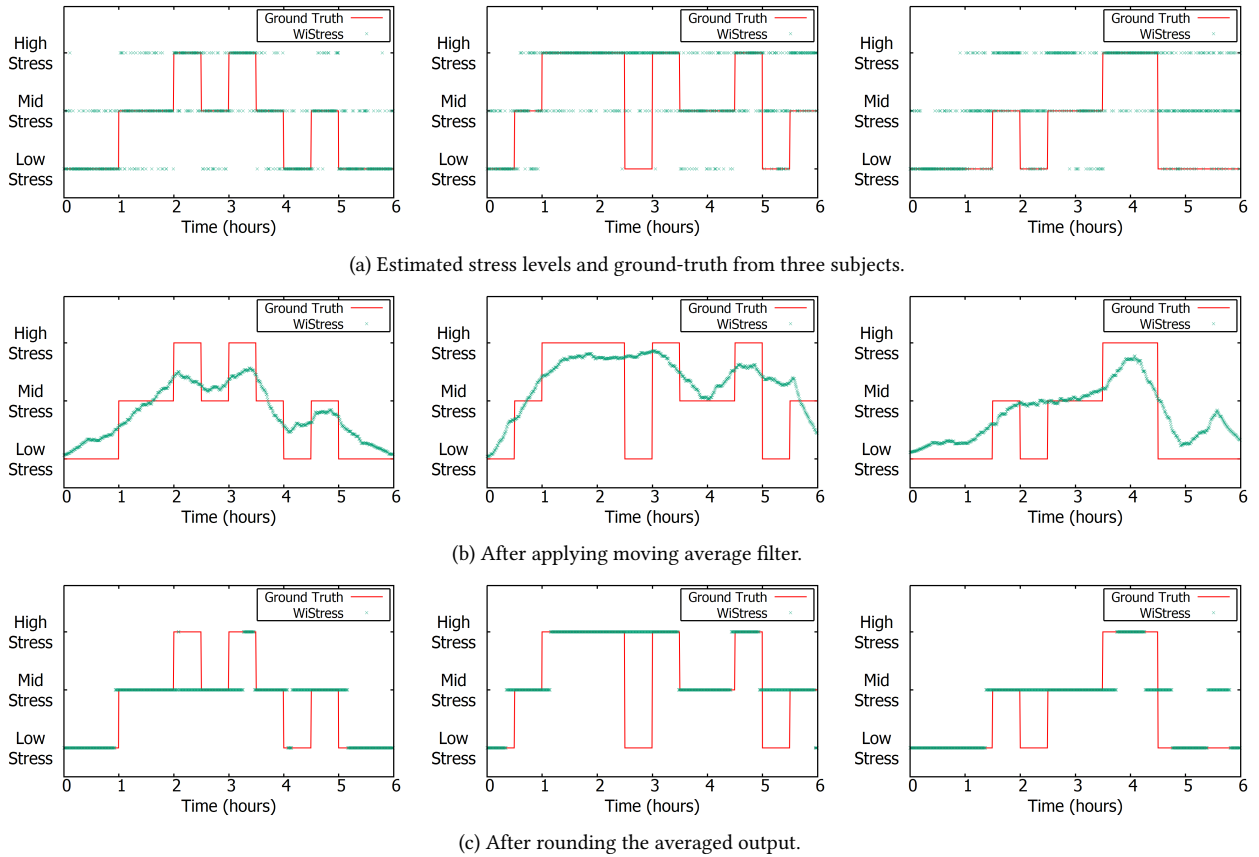 Ground Truth
WiStress
High
Stress
Mid
Stress
Low
Stress
0 1 2 3 4 5 6
Time (hours)
Ground Truth
WiStress
High
Stress
Mid
Stress
Low
Stress
0 1 2 3 4 5 6
Time (hours)
Ground Truth
WiStress
High
Stress
Mid
Stress
Low
Stress
0 1 2 3 4 5 6
Time (hours)
(a) Estimated stress levels and ground-truth from three subjects.
Ground Truth
WiStress
High
Stress
Mid
Stress
Low
Stress
0 1 2 3 4 5 6
Time (hours)
Ground Truth
WiStress
High
Stress
Mid
Stress
Low
Stress
0 1 2 3 4 5 6
Time (hours)
Ground Truth
WiStress
High
Stress
Mid
Stress
Low
Stress
0 1 2 3 4 5 6
Time (hours)
(b) After applying moving average filter.
Ground Truth
WiStress
High
Stress
Mid
Stress
Low
Stress
0 1 2 3 4 5 6
Time (hours)
Ground Truth
WiStress
High
Stress
Mid
Stress
Low
Stress
0 1 2 3 4 5 6
Time (hours)
Ground Truth
WiStress
High
Stress
Mid
Stress
Low
Stress
0 1 2 3 4 5 6
Time (hours)
(c) After rounding the averaged output.